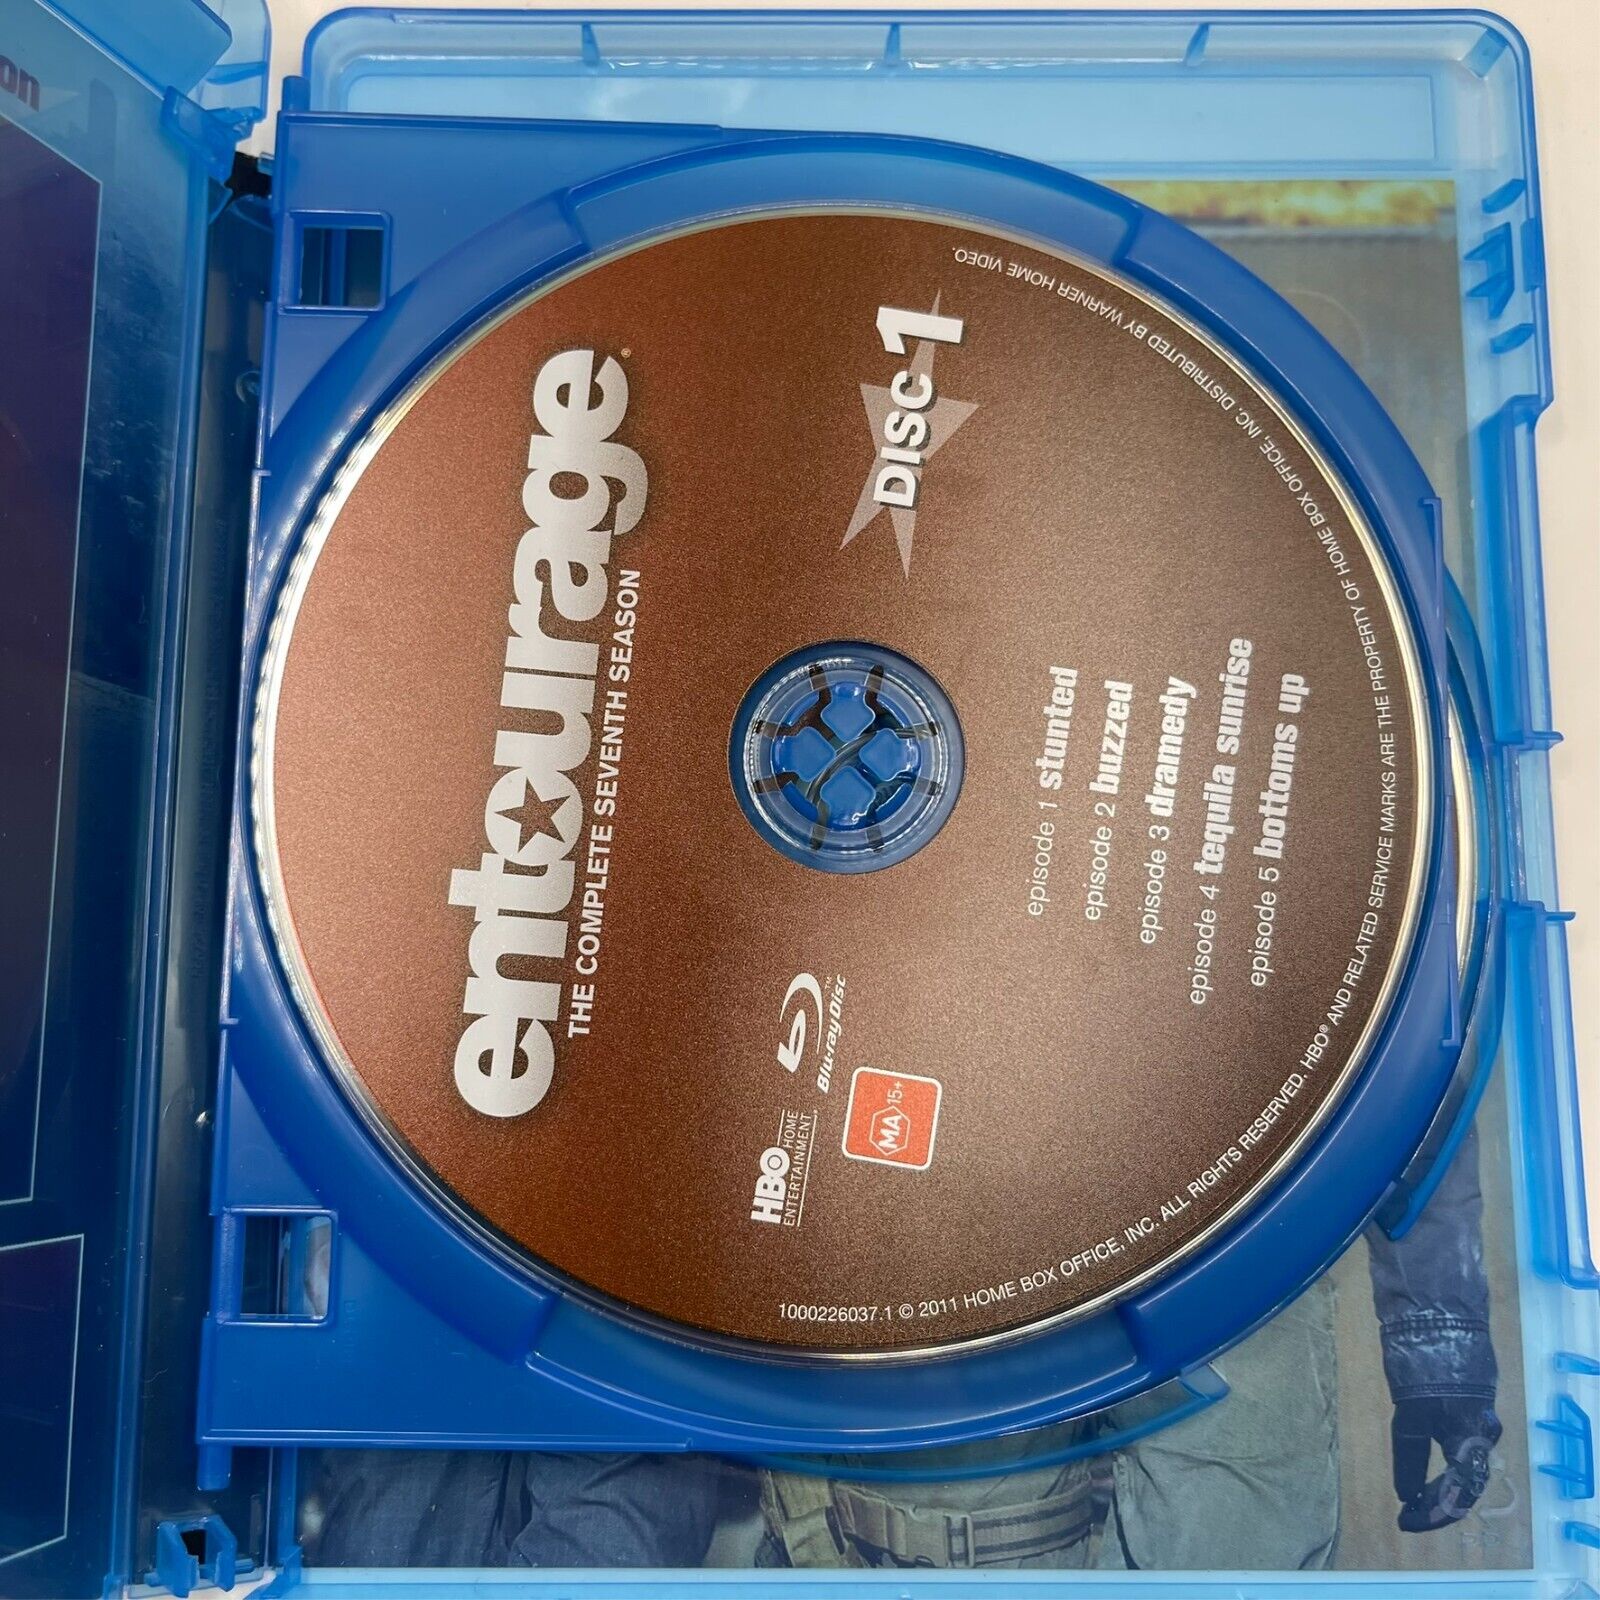 on
entourage
THE COMPLETE SEVENTH SEASON
DISC 1
HBO HOME
ENTERTAINMENT
Blu-ray Disc™
MA 15+
episode 1 stunted
episode 2 buzzed
episode 3 dramedy
episode 4 tequila sunrise
episode 5 bottoms up
1000226037.1 © 2011 HOME BOX OFFICE, INC. ALL RIGHTS RESERVED. HBO® AND RELATED SERVICE MARKS ARE THE PROPERTY OF HOME BOX OFFICE, INC. DISTRIBUTED BY WARNER HOME VIDEO.